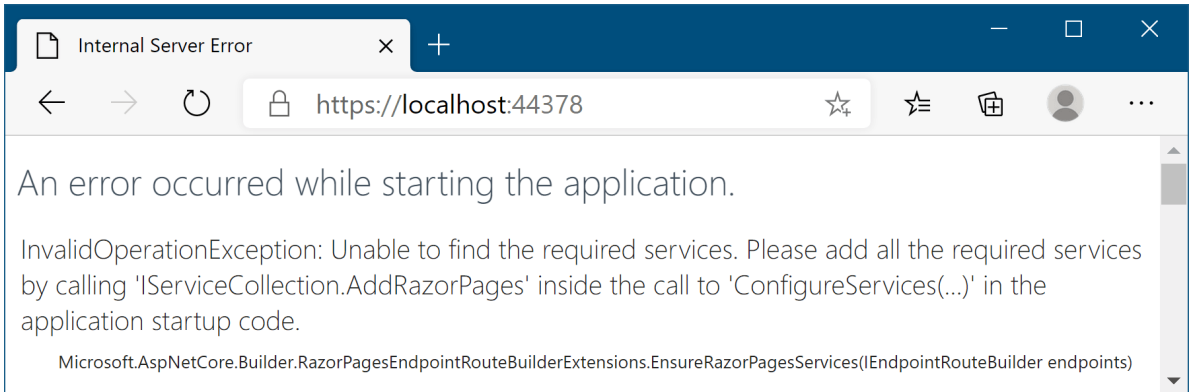 Internal Server Error
https://localhost:44378
An error occurred while starting the application.
InvalidOperationException: Unable to find the required services. Please add all the required services
by calling 'IServiceCollection.AddRazorPages' inside the call to 'ConfigureServices(...)' in the
application startup code.
Microsoft.AspNetCore.Builder.RazorPagesEndpointRouteBuilderExtensions.EnsureRazorPagesServices(IEndpointRouteBuilder endpoints)